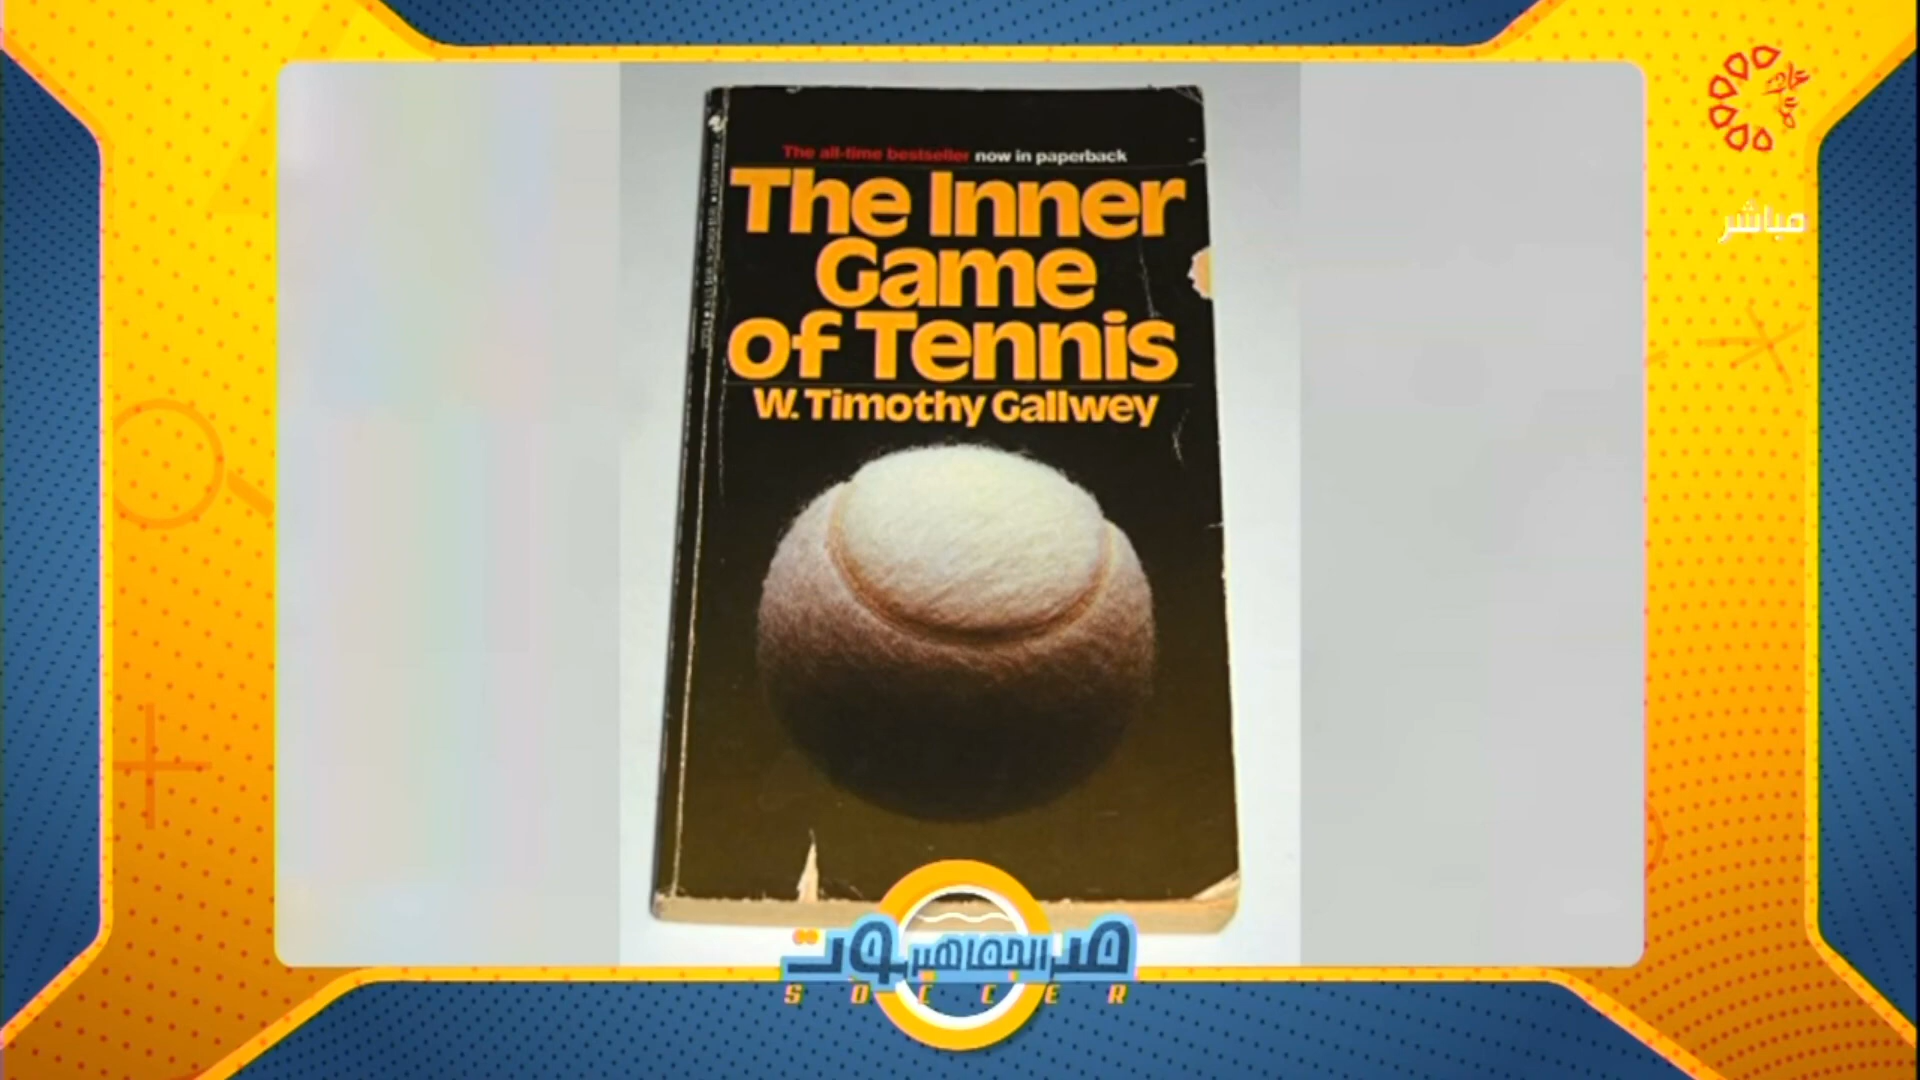 The all-time bestseller now in paperback
The Inner
Game
of Tennis
W. Timothy Gallwey
مباشر
SOCCER